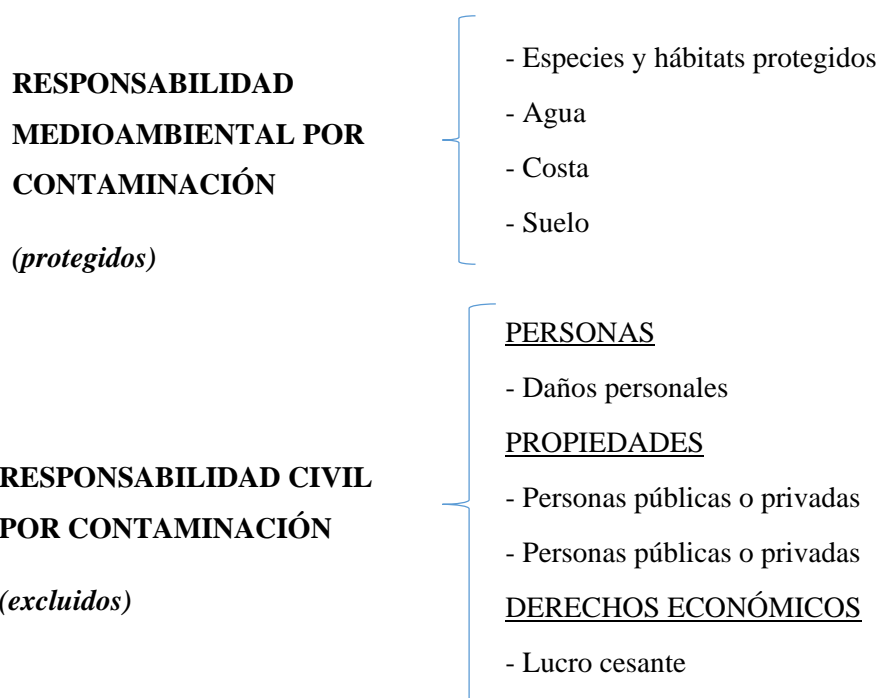 RESPONSABILIDAD
MEDIOAMBIENTAL POR
CONTAMINACIÓN
(protegidos)
- Especies y hábitats protegidos
- Agua
- Costa
- Suelo
RESPONSABILIDAD CIVIL
POR CONTAMINACIÓN
(excluidos)
PERSONAS
- Daños personales
PROPIEDADES
- Personas públicas o privadas
- Personas públicas o privadas
DERECHOS ECONÓMICOS
- Lucro cesante